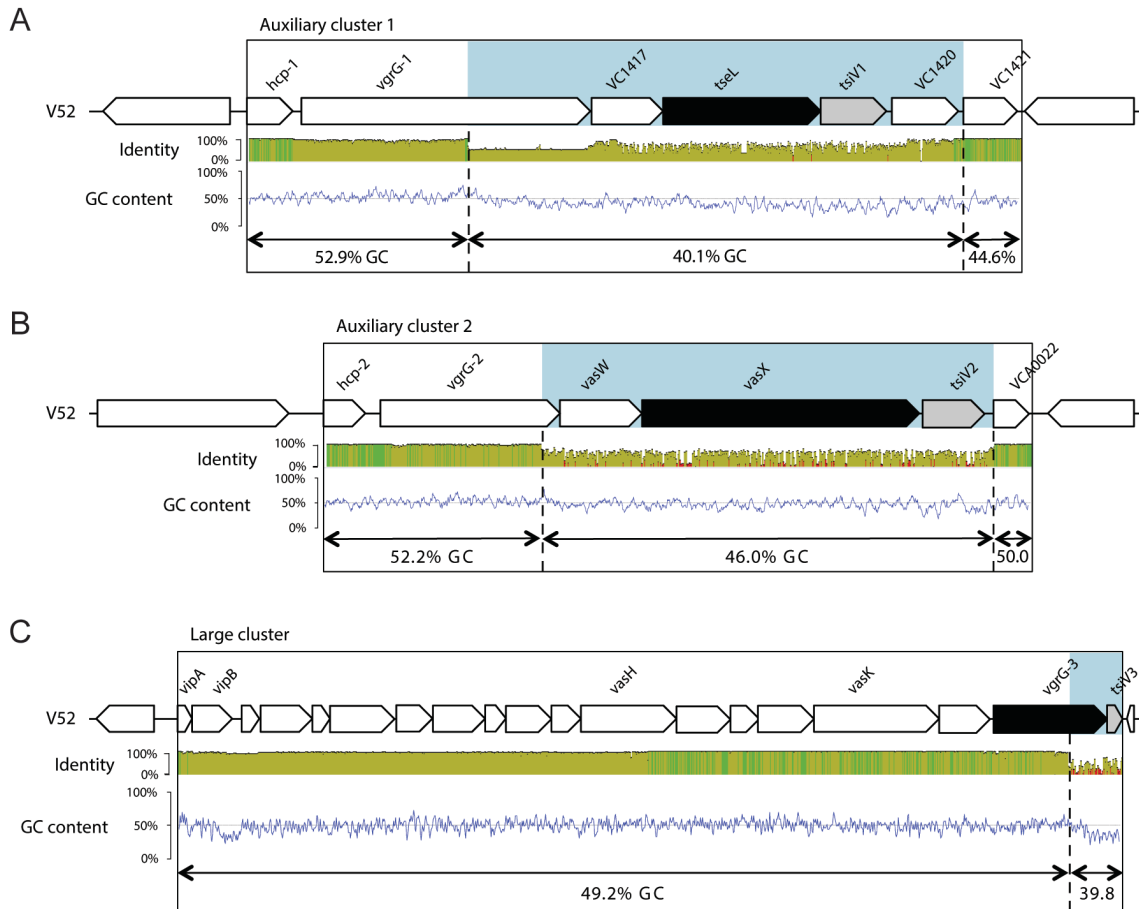 A
Auxiliary cluster 1
hcp-1
vgrG-1
VC1417
tseL
tsiV1
VC1420
VC1421
V52
Identity
100%
0%
GC content
100%
50%
0%
52.9% GC
40.1% GC
44.6%
B
Auxiliary cluster 2
hcp-2
vgrG-2
vasW
vasX
tsiV2
VCA0022
V52
Identity
100%
0%
GC content
100%
50%
0%
52.2% GC
46.0% GC
50.0
C
Large cluster
vipA
vipB
vasH
vasK
vgrG-3
tsiV3
V52
Identity
100%
0%
GC content
100%
50%
0%
49.2% GC
39.8